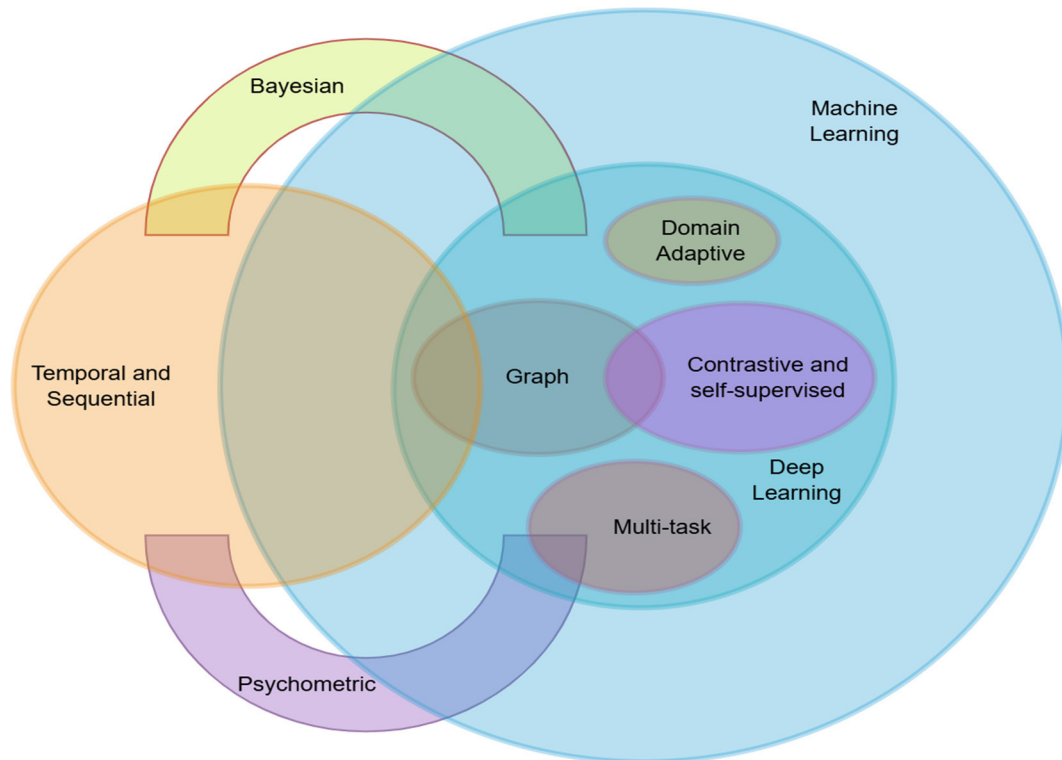 Bayesian
Machine
Learning
Domain
Adaptive
Temporal and
Sequential
Graph
Contrastive and
self-supervised
Deep
Learning
Multi-task
Psychometric